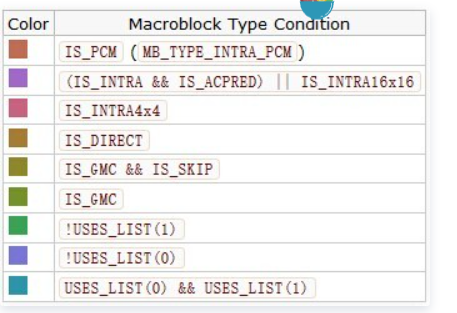 Color Macroblock Type Condition
IS_PCM (MB_TYPE_INTRA_PCM)
(IS_INTRA && IS_ACPRED) || IS_INTRA16x16
IS_INTRA4x4
IS_DIRECT
IS_GMC && IS_SKIP
IS_GMC
!USES_LIST(1)
!USES_LIST(0)
USES_LIST(0) && USES_LIST(1)